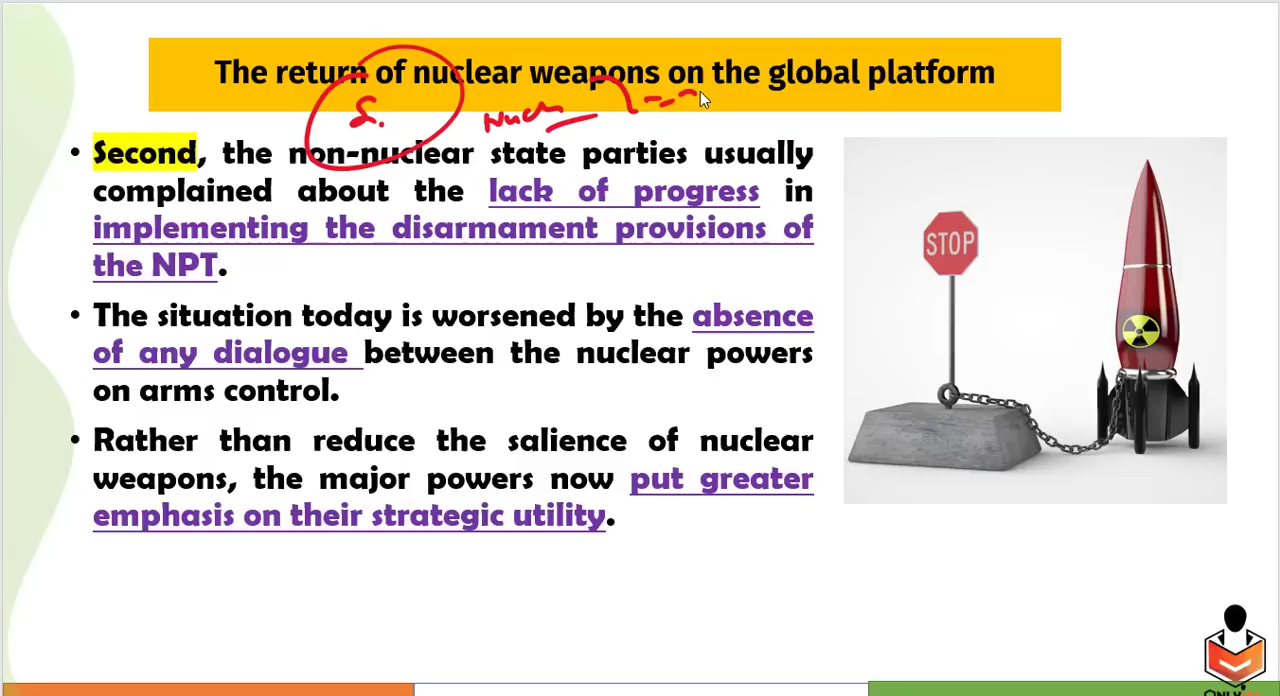 The return of nuclear weapons on the global platform
• Second, the non-nuclear state parties usually
complained about the lack of progress in
implementing the disarmament provisions of
the NPT.
• The situation today is worsened by the absence
of any dialogue between the nuclear powers
on arms control.
• Rather than reduce the salience of nuclear
weapons, the major powers now put greater
emphasis on their strategic utility.
STOP